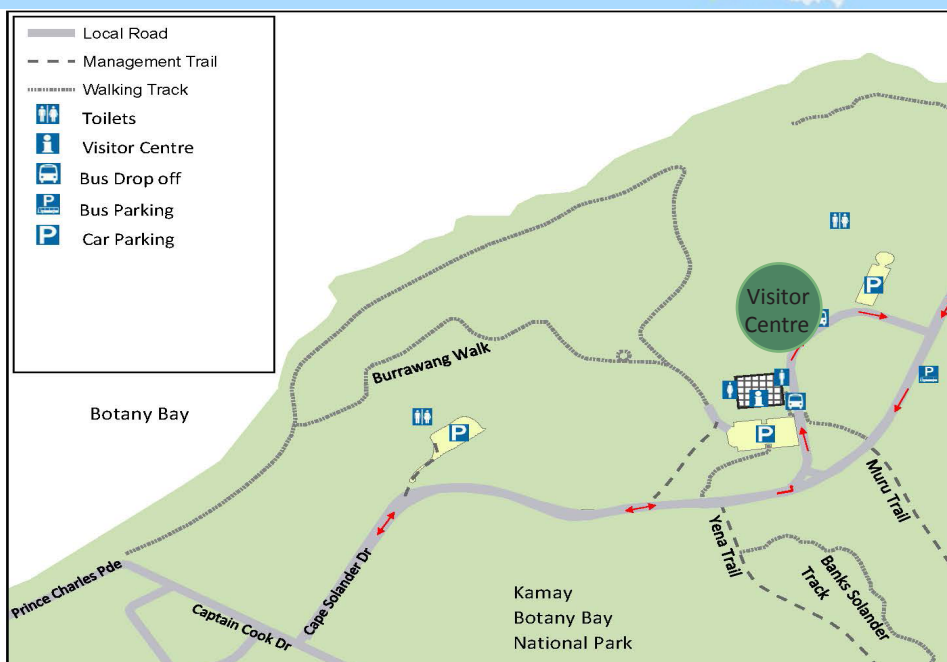 Local Road
Management Trail
Walking Track
Toilets
Visitor Centre
Bus Drop off
P
Bus Parking
P
Car Parking
P
Visitor
Centre
Burrawang Walk
P
Botany Bay
P
P
Muru Trail
Yena Trail
Banks Solander
Track
Prince Charles Pde
Captain Cook Dr
Cape Solander Dr
Kamay
Botany Bay
National Park